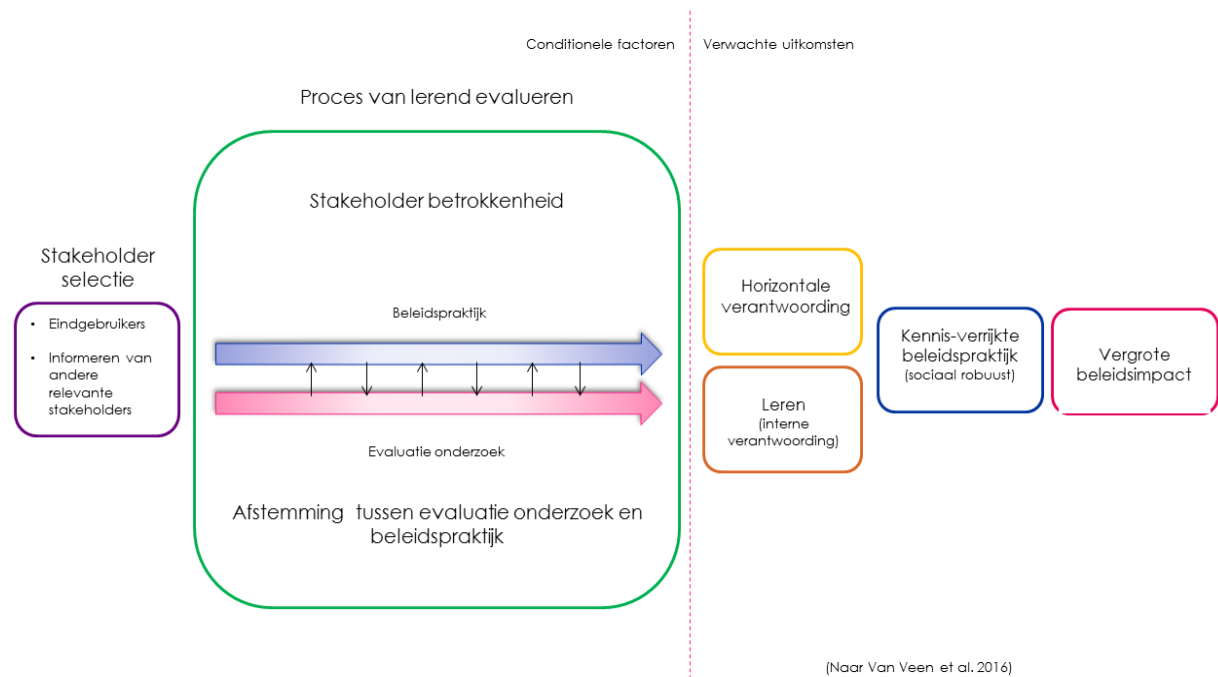 Conditionele factoren
Verwachte uitkomsten
Proces van lerend evalueren
Stakeholder betrokkenheid
Stakeholder
selectie
• Eindgebruikers
• Informeren van
andere
relevante
stakeholders
Beleidspraktijk
Evaluatie onderzoek
Afstemming tussen evaluatie onderzoek en
beleidspraktijk
Horizontale
verantwoording
Leren
(interne
verantwoording)
Kennis-verrijkte
beleidspraktijk
(sociaal robuust)
Vergrote
beleidsimpact
(Naar Van Veen et al. 2016)